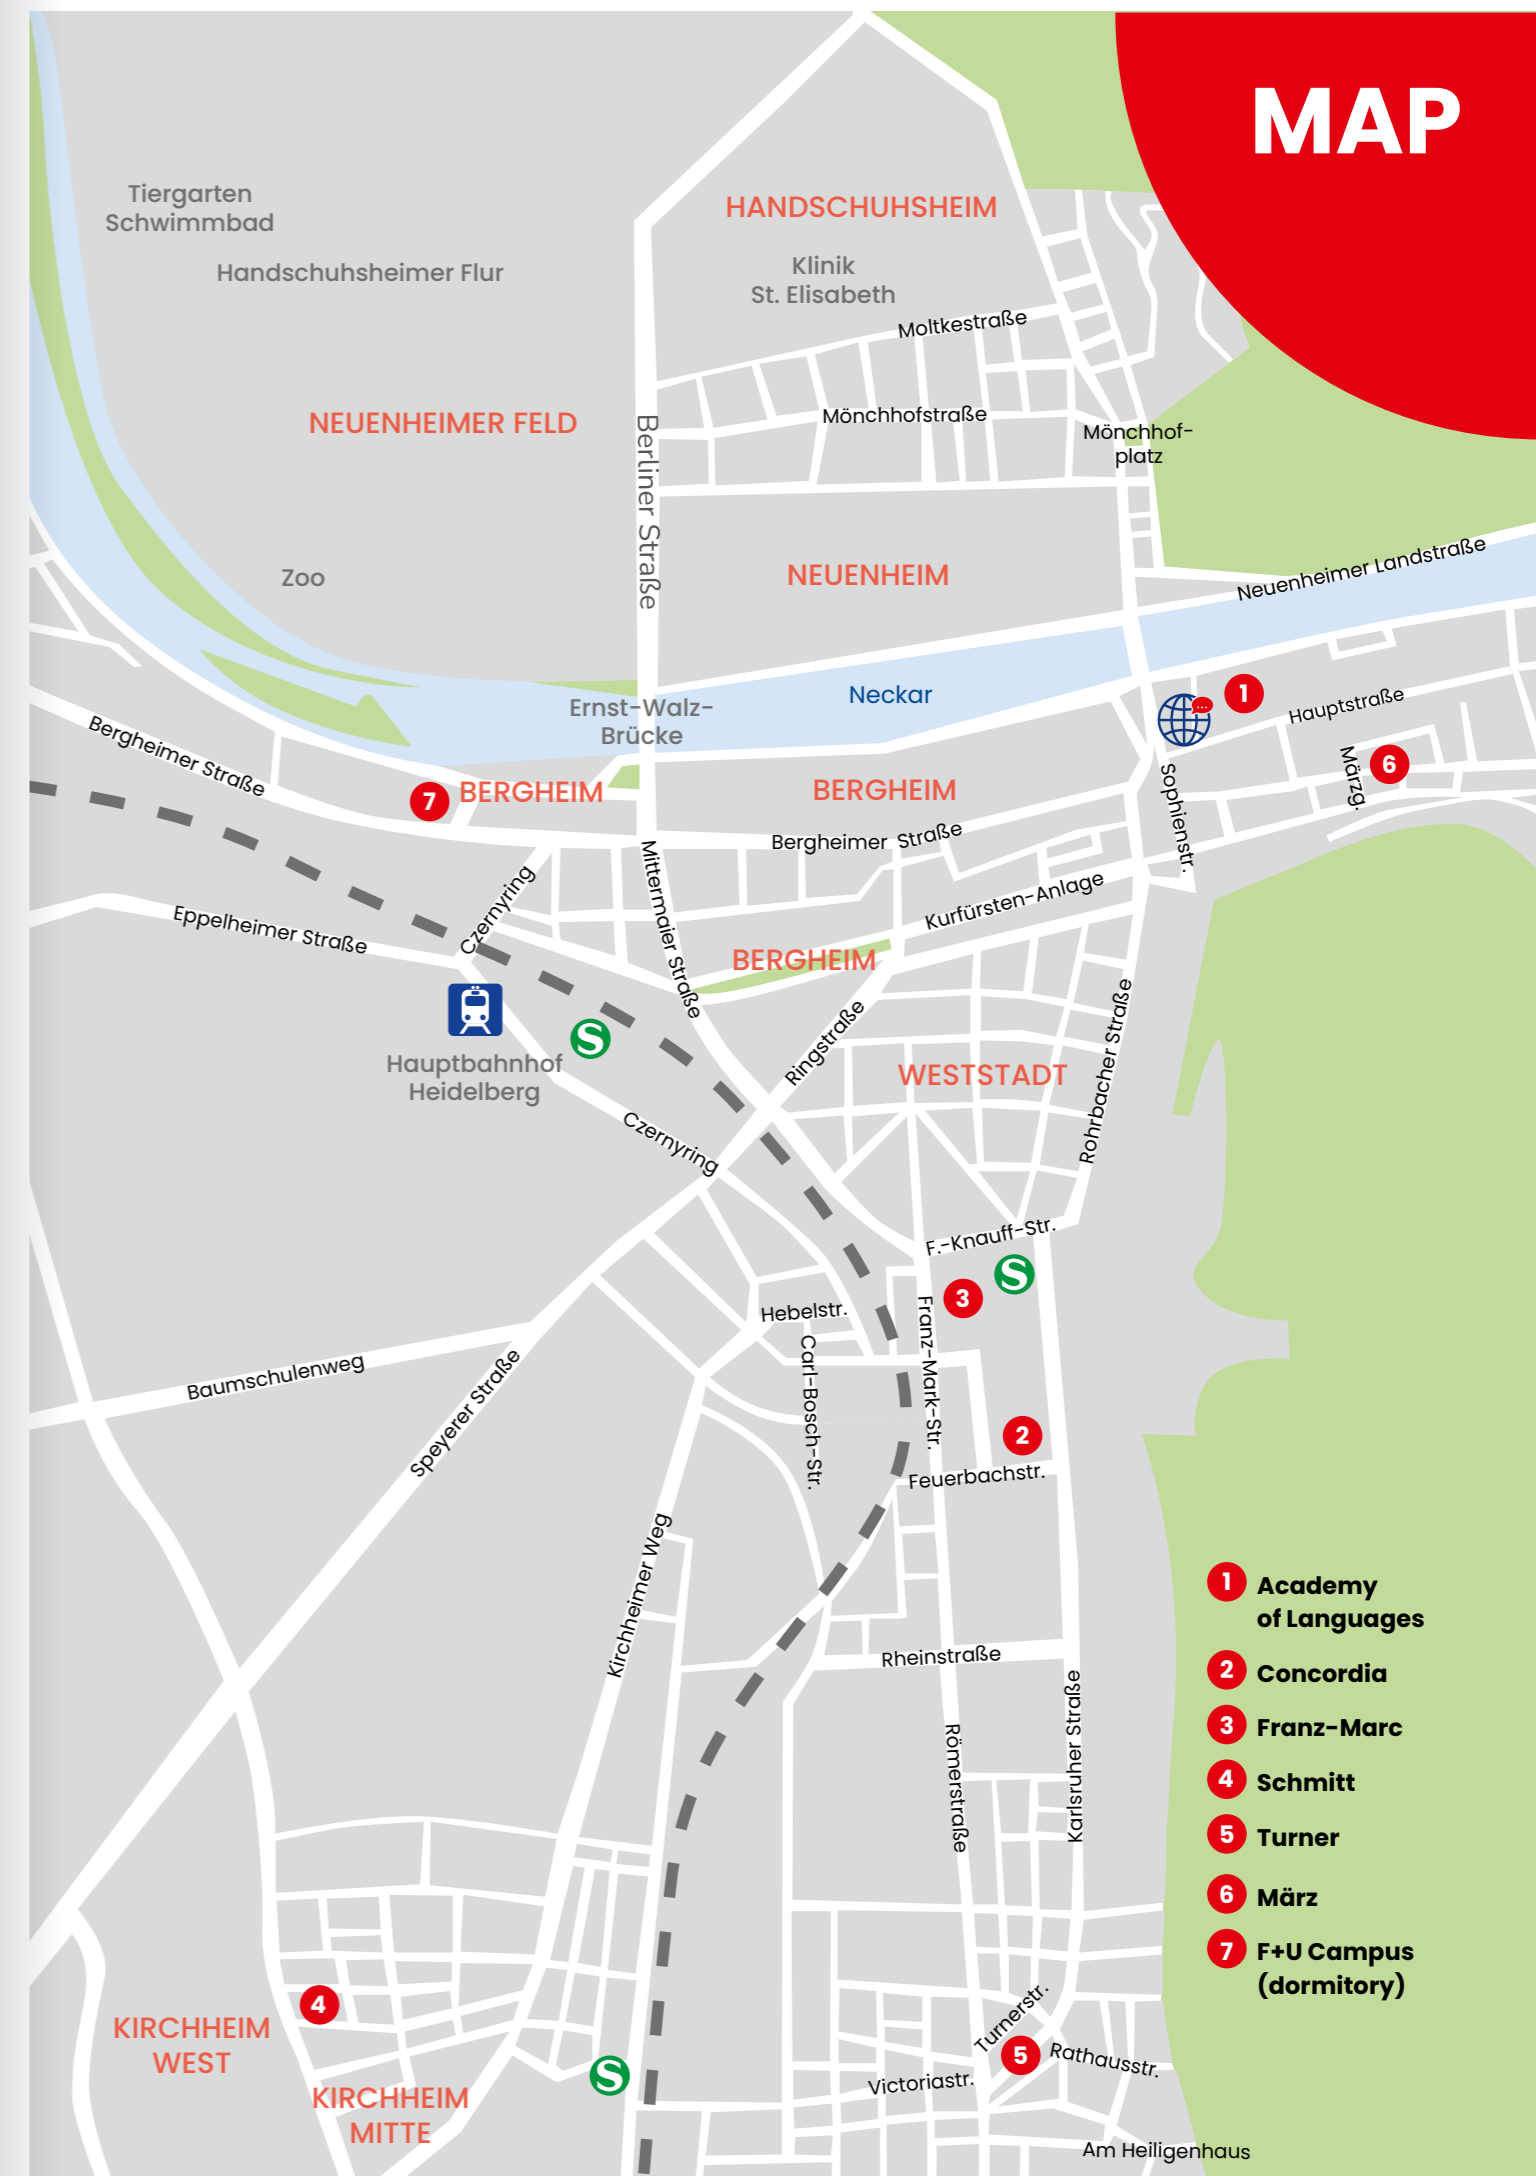 MAP
Tiergarten
Schwimmbad
HANDSCHUHSHEIM
Handschuhsheimer Flur
Klinik
St. Elisabeth
Moltkestraße
NEUENHEIMER FELD
Berliner Straße
Mönchhofstraße
Mönchhof-
platz
Zoo
NEUENHEIM
Neuenheimer Landstraße
Ernst-Walz-
Brücke
Neckar
1
Hauptstraße
Bergheimer Straße
7
BERGHEIM
BERGHEIM
Sophienstr.
Märzg.
6
Bergheimer Straße
Mittermaier Straße
Czernyring
Eppelheimer Straße
Kurfürsten-Anlage
BERGHEIM
S
Hauptbahnhof
Heidelberg
Ringstraße
WESTSTADT
Rohrbacher Straße
Czernyring
F.-Knauff-Str.
S
3
Hebelstr.
Franz-Mark-Str.
Carl-Bosch-Str.
Baumschulenweg
Speyerer Straße
2
Feuerbachstr.
Kirchheimer Weg
Rheinstraße
Römerstraße
Karlsruher Straße
1 Academy
of Languages
2 Concordia
3 Franz-Marc
4 Schmitt
5 Turner
6 März
7 F+U Campus
(dormitory)
4
KIRCHHEIM
WEST
KIRCHHEIM
MITTE
S
Turnerstr.
5
Rathausstr.
Victoriastr.
Am Heiligenhaus